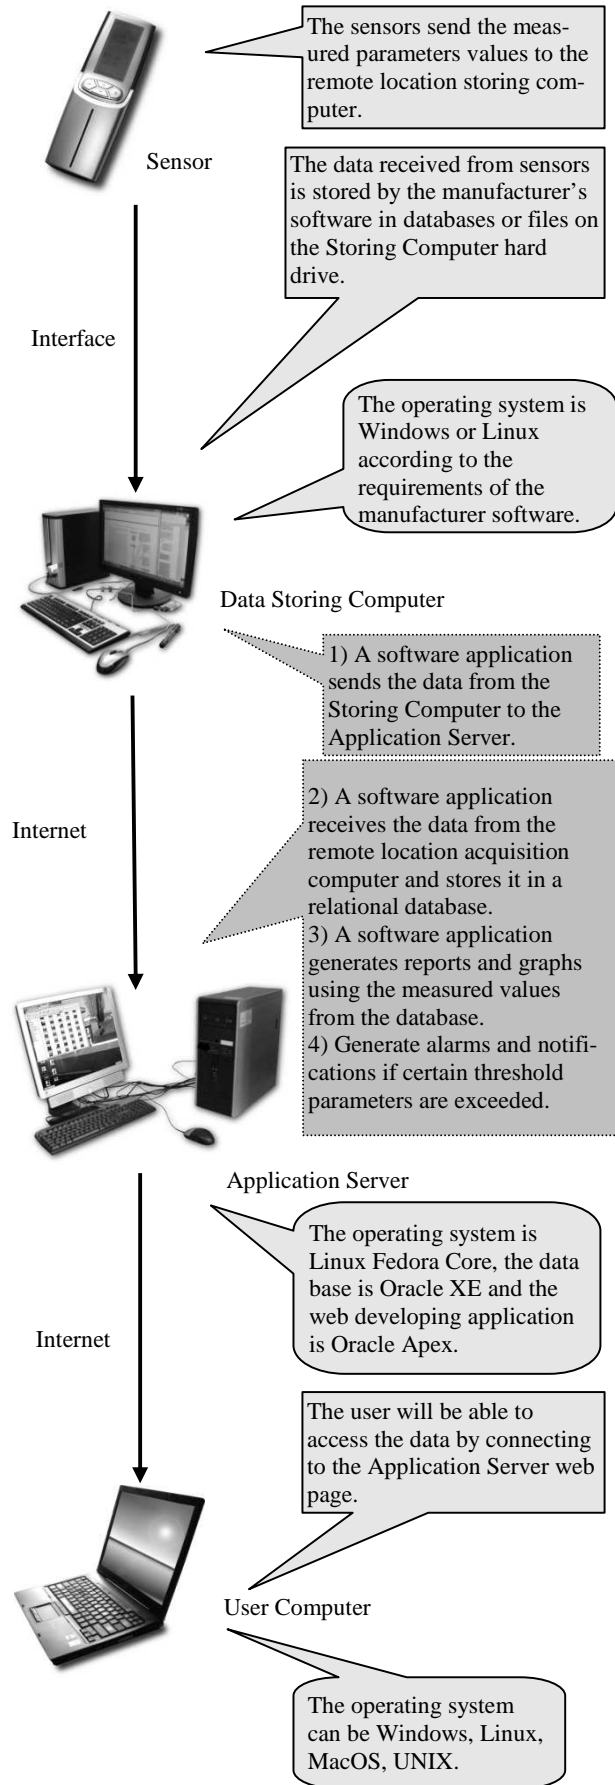 The sensors send the meas-
ured parameters values to the
remote location storing com-
puter.
Sensor
The data received from sensors
is stored by the manufacturer’s
software in databases or files on
the Storing Computer hard
drive.
Interface
The operating system is
Windows or Linux
according to the
requirements of the
manufacturer software.
Data Storing Computer
1) A software application
sends the data from the
Storing Computer to the
Application Server.
Internet
2) A software application
receives the data from the
remote location acquisition
computer and stores it in a
relational database.
3) A software application
generates reports and graphs
using the measured values
from the database.
4) Generate alarms and notifi-
cations if certain threshold
parameters are exceeded.
Application Server
The operating system is
Linux Fedora Core, the data
base is Oracle XE and the
web developing application
is Oracle Apex.
Internet
The user will be able to
access the data by connecting
to the Application Server web
page.
User Computer
The operating system
can be Windows, Linux,
MacOS, UNIX.